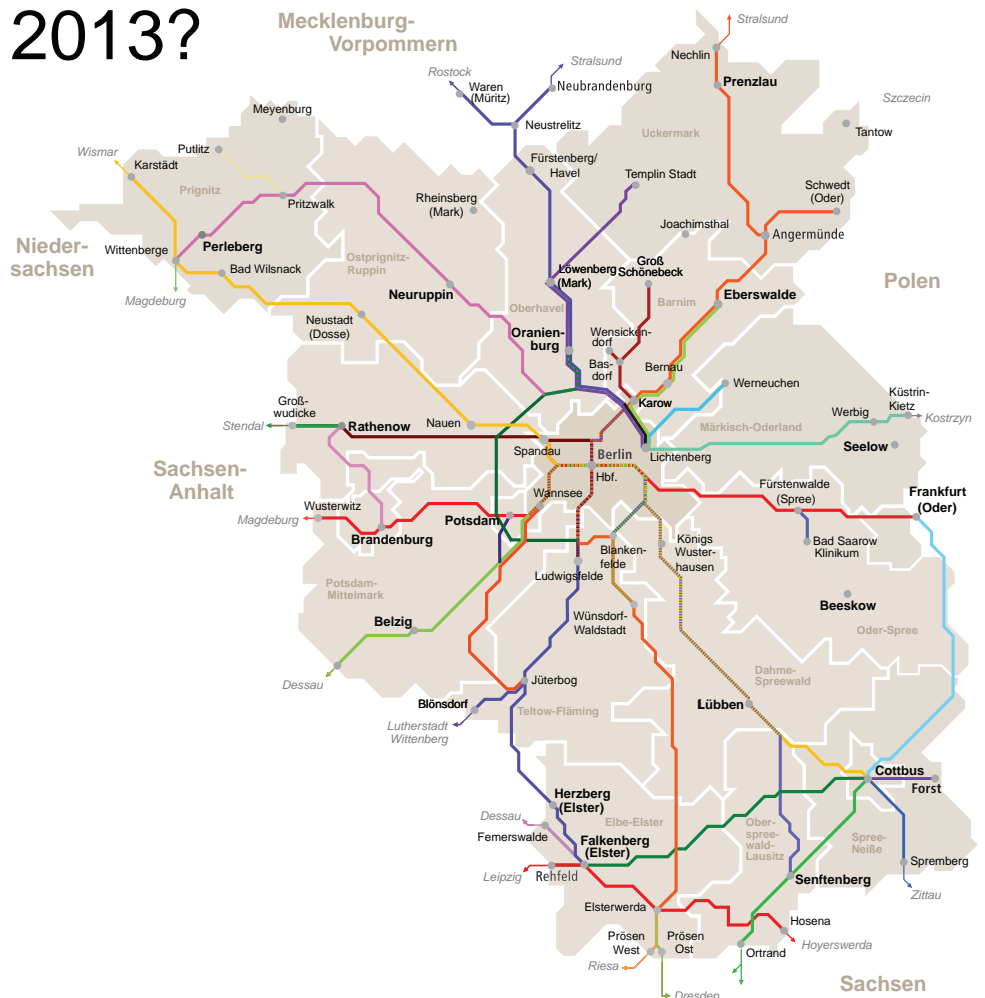 2013?
Mecklenburg-
Vorpommern
Stralsund
Nechlin
Prenzlau
Rostock
Stralsund
Waren
(Müritz)
Neubrandenburg
Szczecin
Meyenburg
Neustrelitz
Uckermark
Tantow
Wismar
Putlitz
Karstädt
Fürstenberg/
Havel
Templin Stadt
Prignitz
Pritzwalk
Rheinsberg
(Mark)
Schwedt
(Oder)
Joachimsthal
Angermünde
Nieder-
sachsen
Wittenberge
Perleberg
Bad Wilsnack
Ostprignitz-
Ruppin
Löwenberg
(Mark)
Groß
Schönebeck
Polen
Magdeburg
Neuruppin
Oberhavel
Barnim
Eberswalde
Neustadt
(Dosse)
Oranien-
burg
Wensicken-
dorf
Bas-
dorf
Bernau
Werneuchen
Groß-
wudicke
Karow
Küstrin-
Kietz
Stendal
Rathenow
Nauen
Märkisch-Oderland
Werbig
Kostrzyn
Spandau
Berlin
Lichtenberg
Seelow
Sachsen-
Anhalt
Hbf.
Wannsee
Fürstenwalde
(Spree)
Frankfurt
(Oder)
Wusterwitz
Magdeburg
Potsdam
Brandenburg
Blanken-
felde
Königs
Wuster-
hausen
Bad Saarow
Klinikum
Ludwigsfelde
Potsdam-
Mittelmark
Beeskow
Belzig
Wünsdorf-
Waldstadt
Oder-Spree
Dessau
Dahme-
Spreewald
Jüterbog
Blönsdorf
Teltow-Fläming
Lübben
Lutherstadt
Wittenberg
Cottbus
Forst
Herzberg
(Elster)
Dessau
Femerswalde
Elbe-Elster
Ober-
spree-
wald-
Lausitz
Spree-
Neiße
Falkenberg
(Elster)
Leipzig
Rehfeld
Spremberg
Senftenberg
Zittau
Elsterwerda
Hosena
Prösen
West
Prösen
Ost
Ortrand
Hoyerswerda
Riesa
Sachsen
Dresden